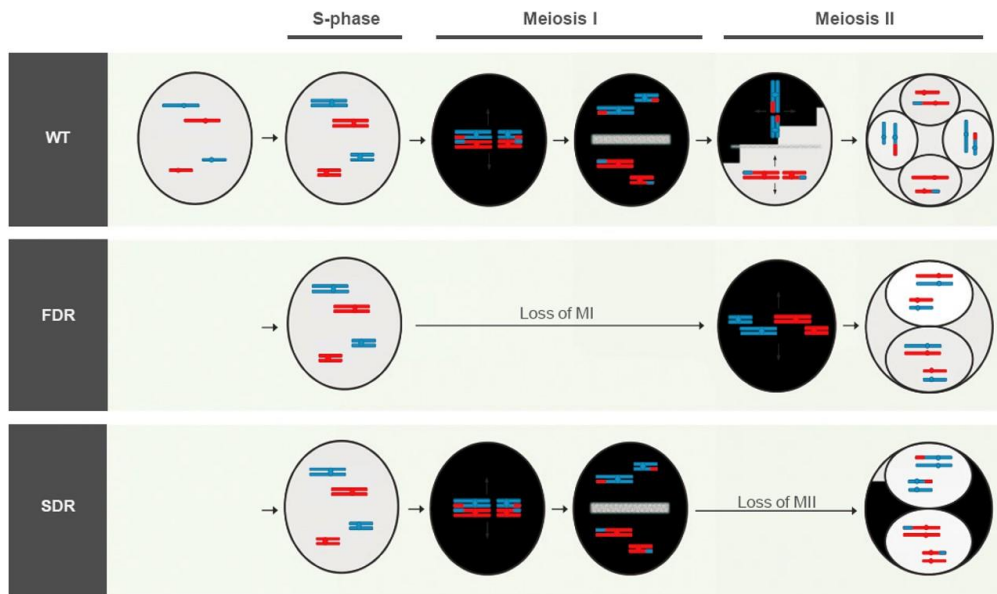 S-phase
Meiosis I
Meiosis II
WT
FDR
Loss of MI
SDR
Loss of MII